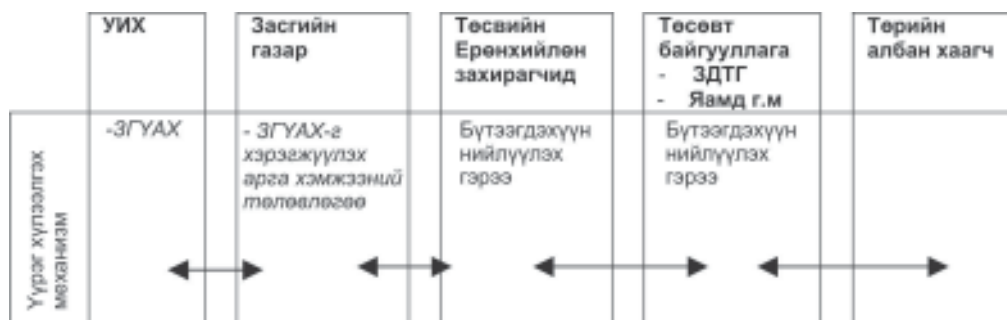 УИХ
Засгийн
газар
Төсвийн
Ерөнхийлөн
захирагчид
Төсөвт
байгууллага
- ЗДТГ
- Яамд г.м
Төрийн
албан хаагч
Үүрэг хүлээлгэх
механизм
-ЗГҮАХ
- ЗГҮАХ-г
хэрэгжүүлэх
арга хэмжээний
төлөвлөгөө
Бүтээгдэхүүн
нийлүүлэх
гэрээ
Бүтээгдэхүүн
нийлүүлэх
гэрээ